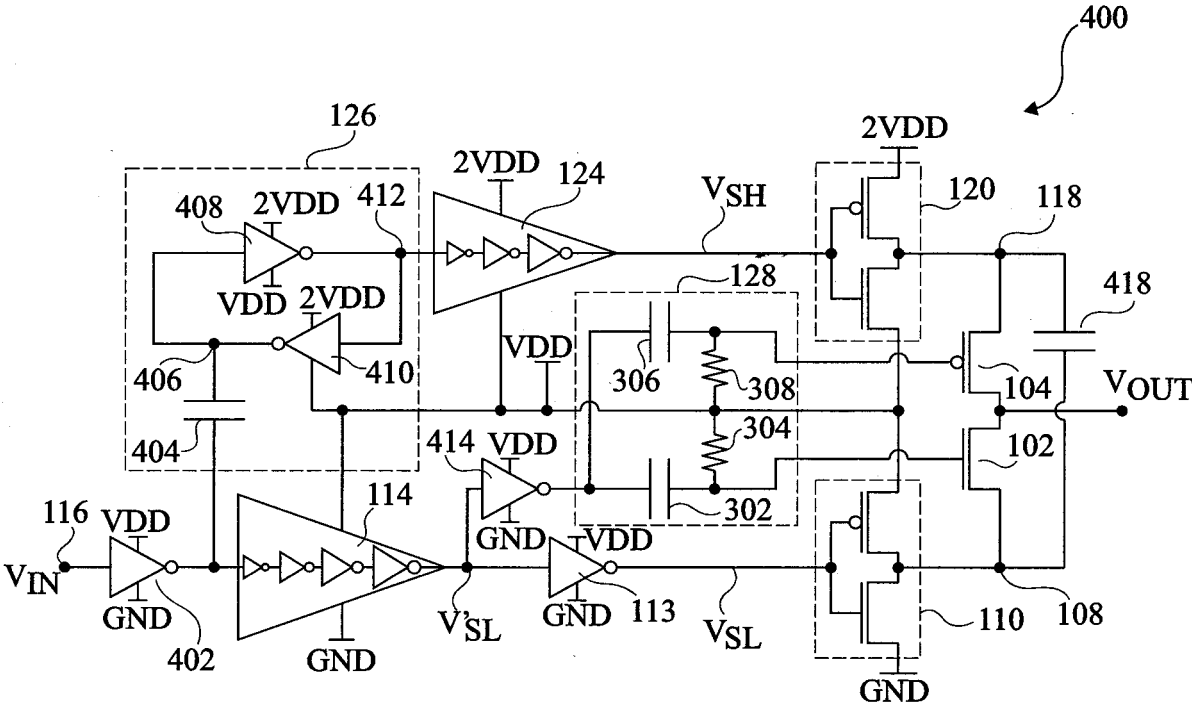 400
126
2VDD
2VDD
124
VSH
120
118
408
2VDD
412
128
418
VDD
2VDD
VDD
306
308
104
VOUT
406
410
404
414
VDD
304
102
116
VDD
114
GND
302
VDD
VIN
GND
V'SL
GND
113
VSL
110
108
402
GND
GND